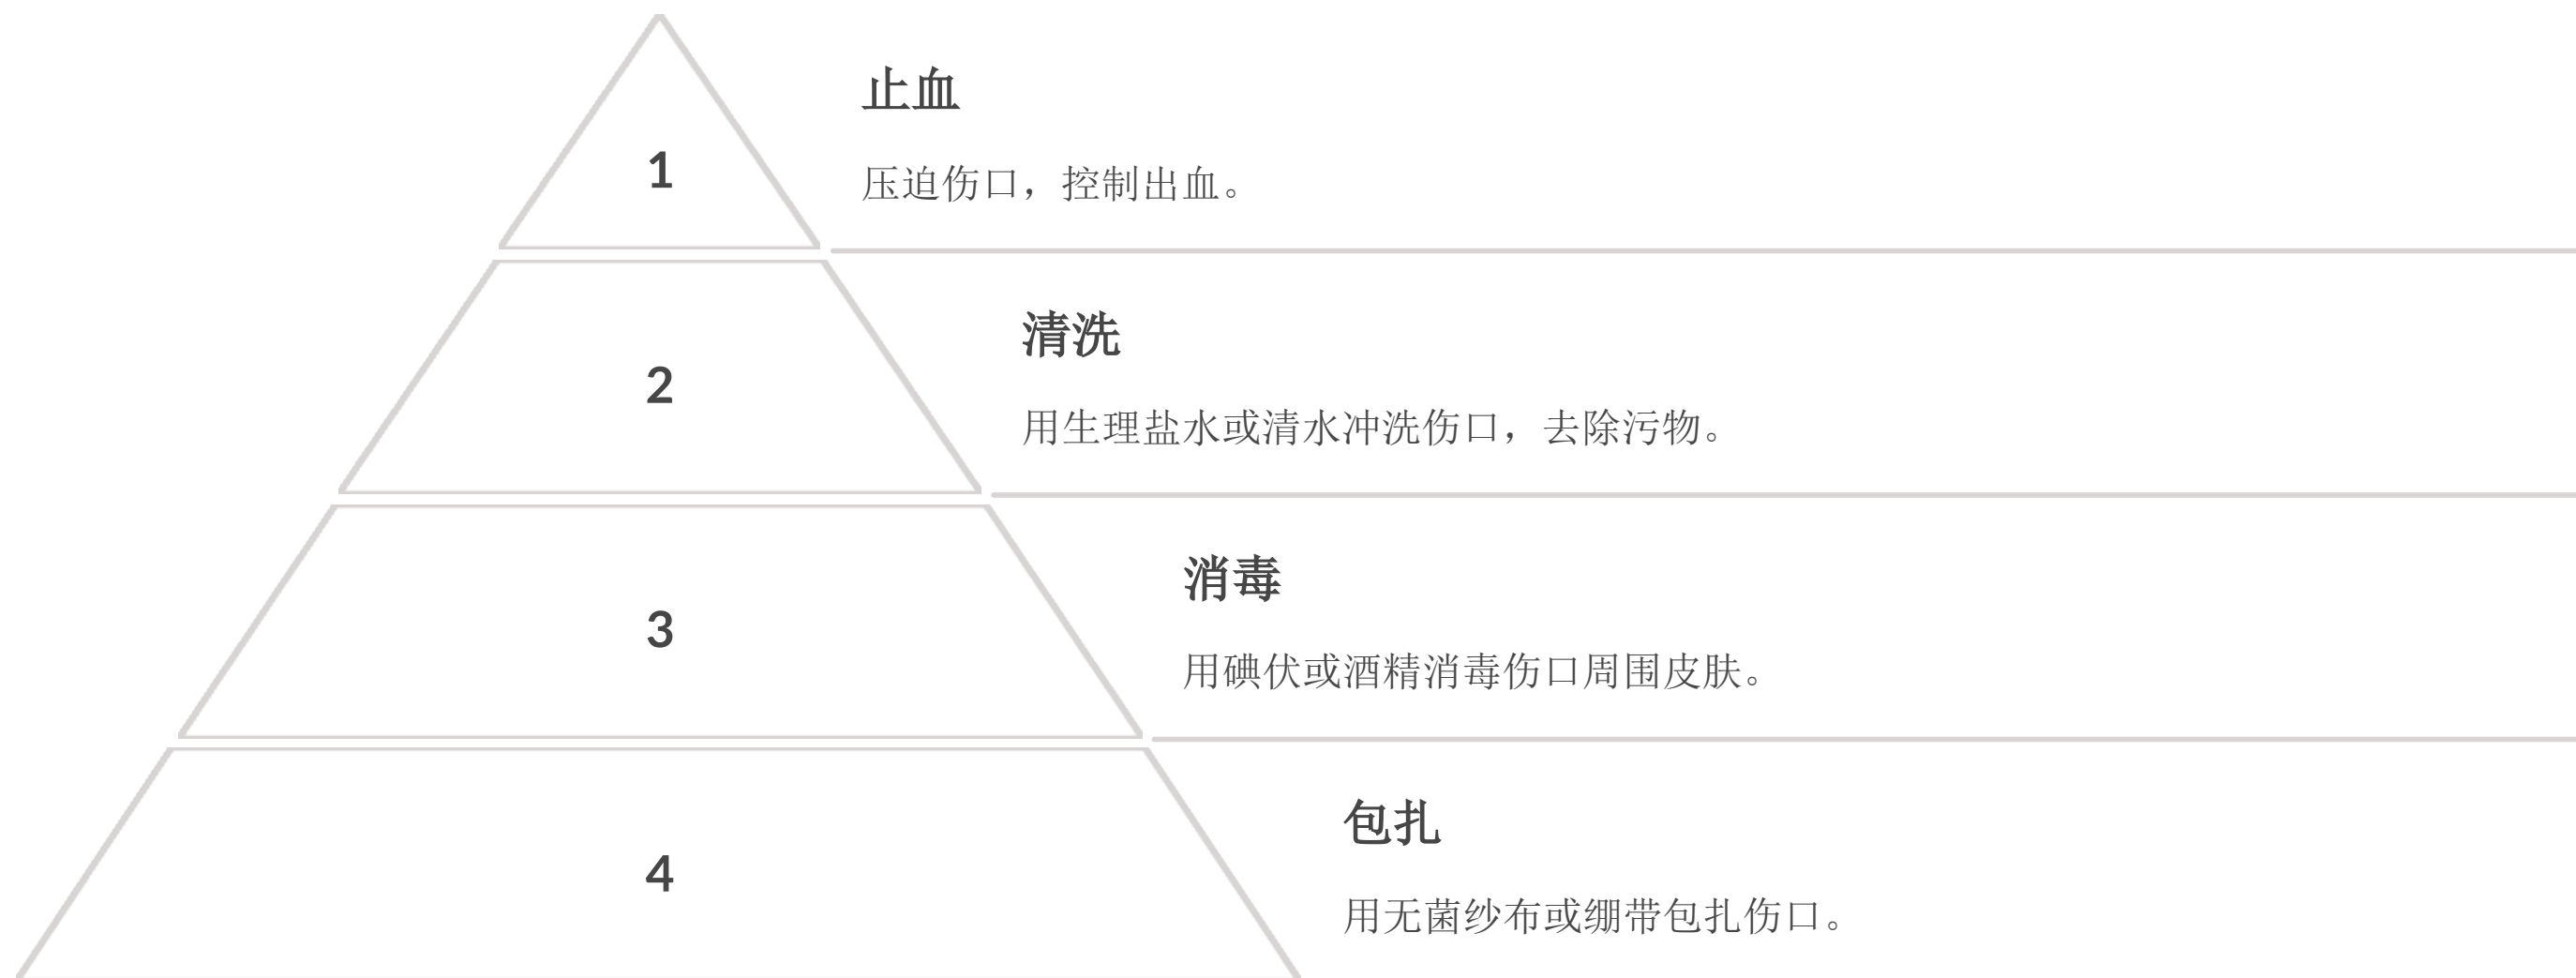 止血
1
压迫伤口，控制出血。
清洗
2
用生理盐水或清水冲洗伤口，去除污物。
消毒
3
用碘伏或酒精消毒伤口周围皮肤。
包扎
4
用无菌纱布或绷带包扎伤口。